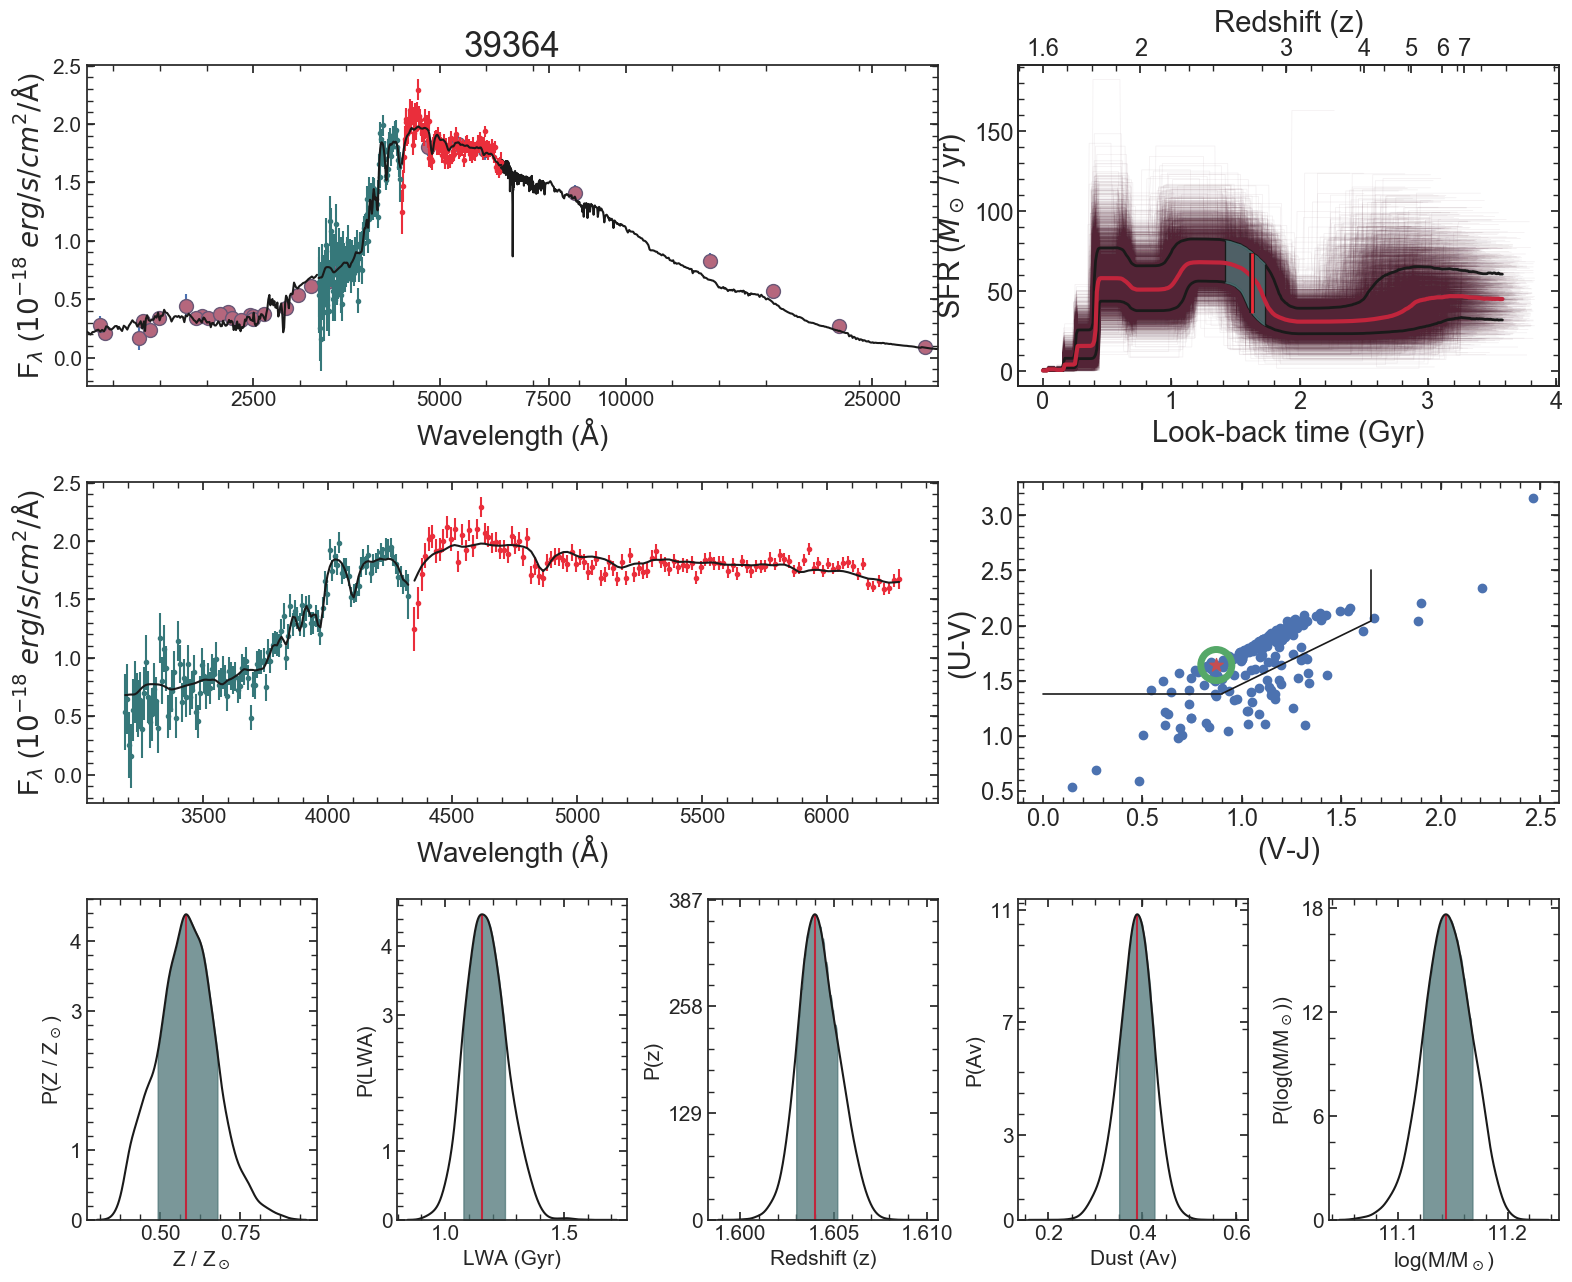 39364
2.5
2.0
1.5
1.0
0.5
0.0
F_λ (10^{-18} erg/s/cm^2/Å)
2500 5000 7500 10000 25000
Wavelength (Å)
Redshift (z)
1.6 2 3 4 5 6 7
150
100
50
0
SFR (M_⊙ / yr)
0 1 2 3 4
Look-back time (Gyr)
2.5
2.0
1.5
1.0
0.5
0.0
F_λ (10^{-18} erg/s/cm^2/Å)
3500 4000 4500 5000 5500 6000
Wavelength (Å)
3.0
2.5
2.0
1.5
1.0
0.5
(U-V)
0.0 0.5 1.0 1.5 2.0 2.5
(V-J)
4
3
1
0
P(Z / Z_⊙)
0.50 0.75
Z / Z_⊙
4
3
1
0
P(LWA)
1.0 1.5
LWA (Gyr)
387
258
129
0
P(z)
1.600 1.605 1.610
Redshift (z)
11
7
3
0
P(Av)
0.2 0.4 0.6
Dust (Av)
18
12
6
0
P(log(M/M_⊙))
11.1 11.2
log(M/M_⊙)